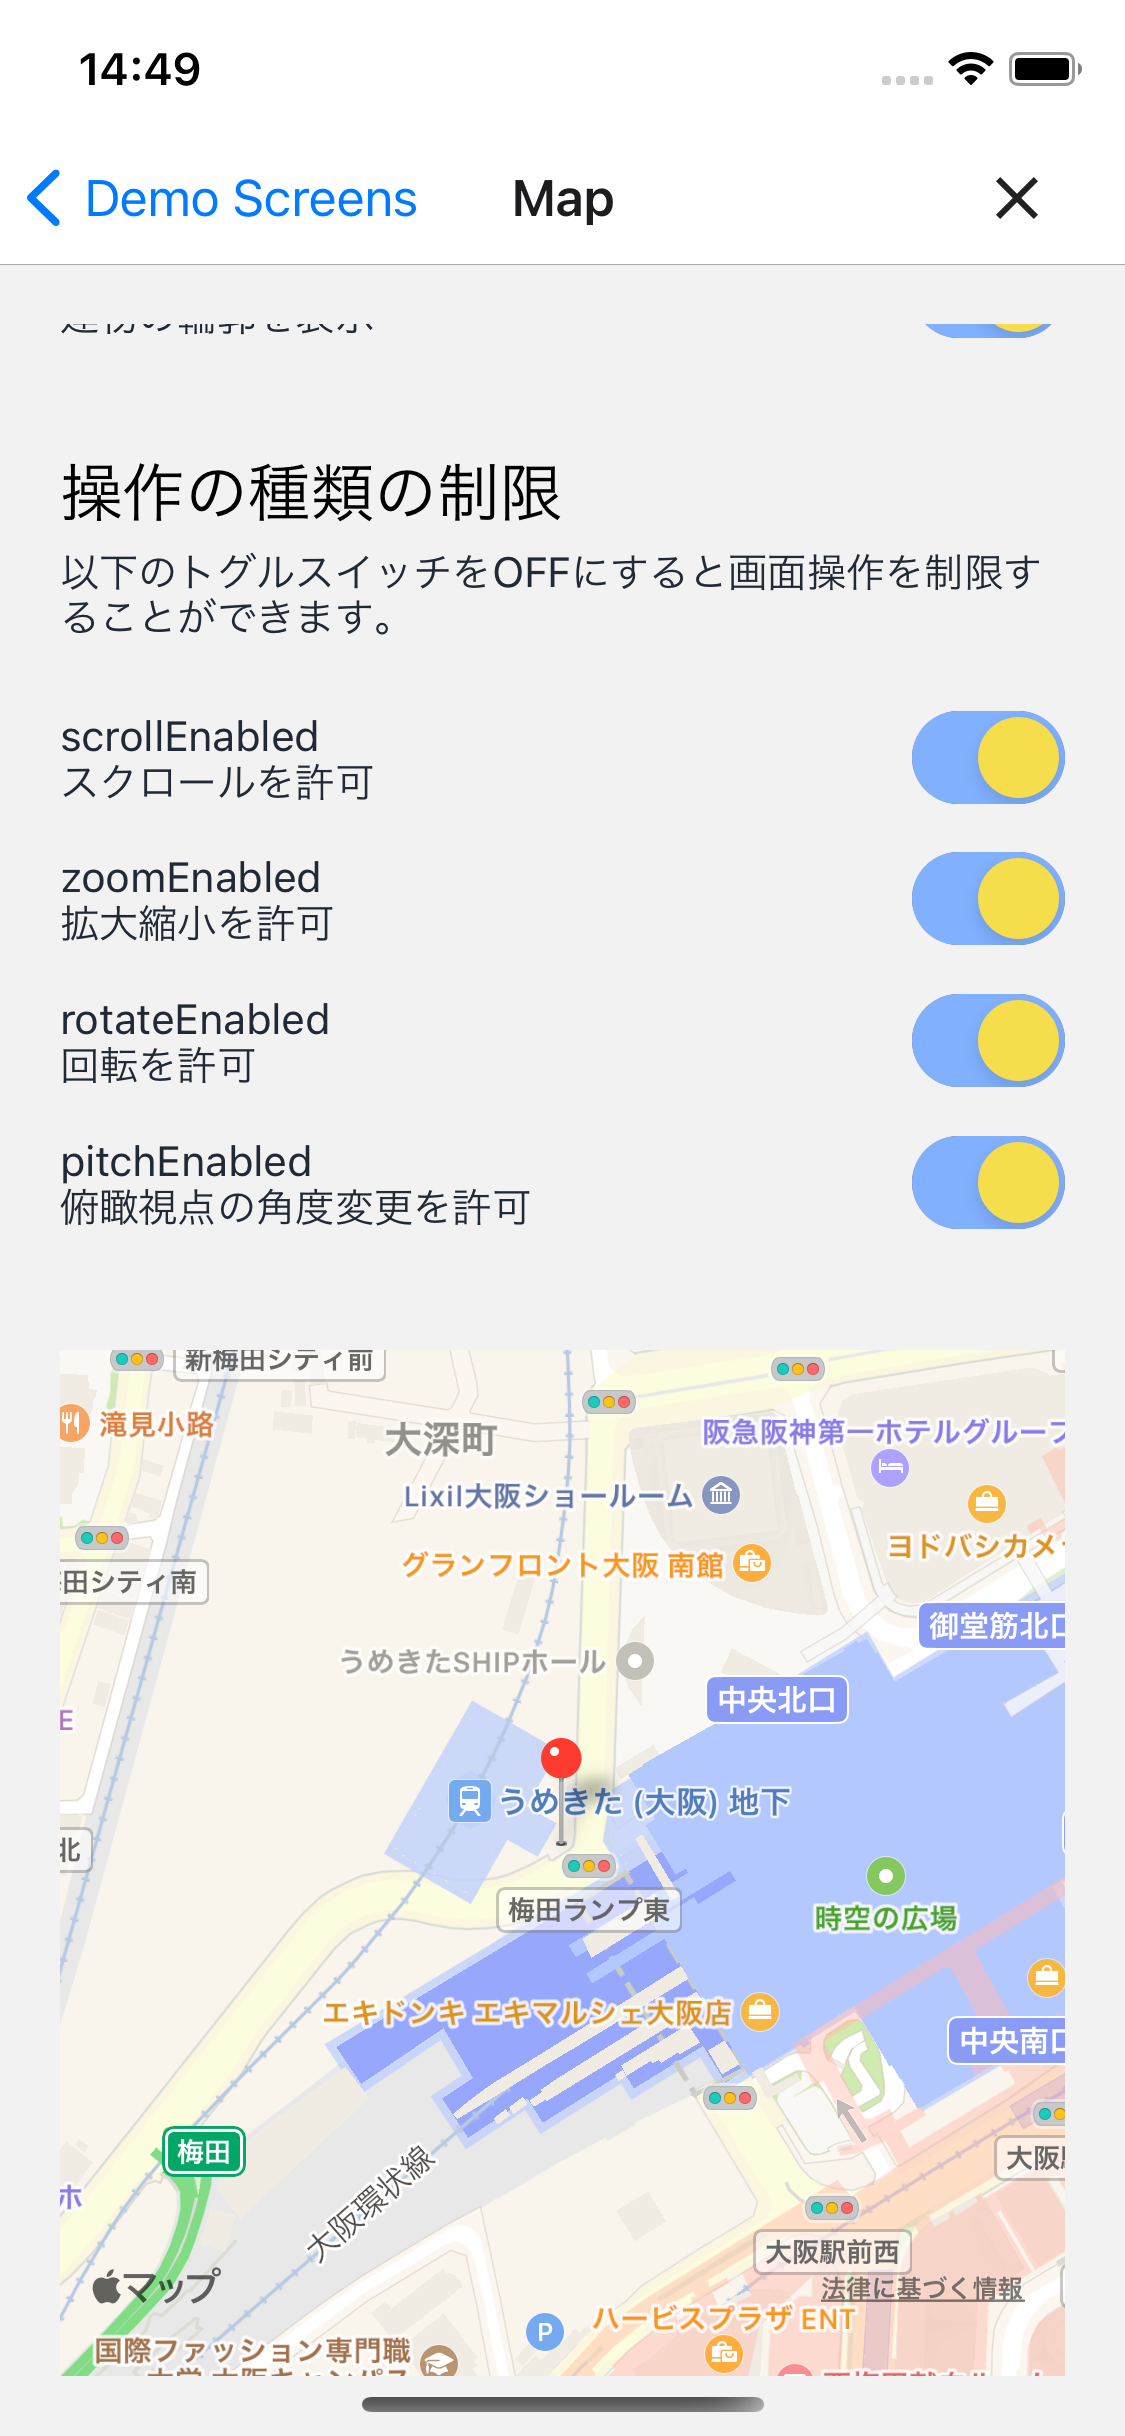 14:49
Demo Screens
Map
操作の種類の制限
以下のトグルスイッチをOFFにすると画面操作を制限す
ることができます。
scrollEnabled
スクロールを許可
zoomEnabled
拡大縮小を許可
rotateEnabled
回転を許可
pitchEnabled
俯瞰視点の角度変更を許可
新梅田シティ前
滝見小路
大深町
阪急阪神第一ホテルグループ
Lixil大阪ショールーム
ヨドバシカメ
グランフロント大阪 南館
田シティ南
御堂筋北口
うめきたSHIPホール
中央北口
E
うめきた (大阪) 地下
北
梅田ランプ東
時空の広場
エキドンキ エキマルシェ大阪店
中央南口
梅田
大阪
ホ
大阪環状線
大阪駅前西
マップ
法律に基づく情報
ハービスプラザ ENT
P
国際ファッション専門職